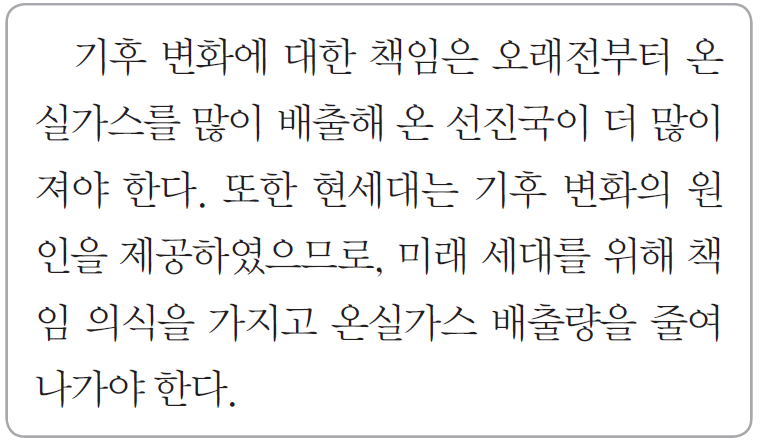 기후 변화에 대한 책임은 오래전부터 온
실가스를 많이 배출해 온 선진국이 더 많이
져야 한다. 또한 현세대는 기후 변화의 원
인을 제공하였으므로, 미래 세대를 위해 책
임 의식을 가지고 온실가스 배출량을 줄여
나가야 한다.